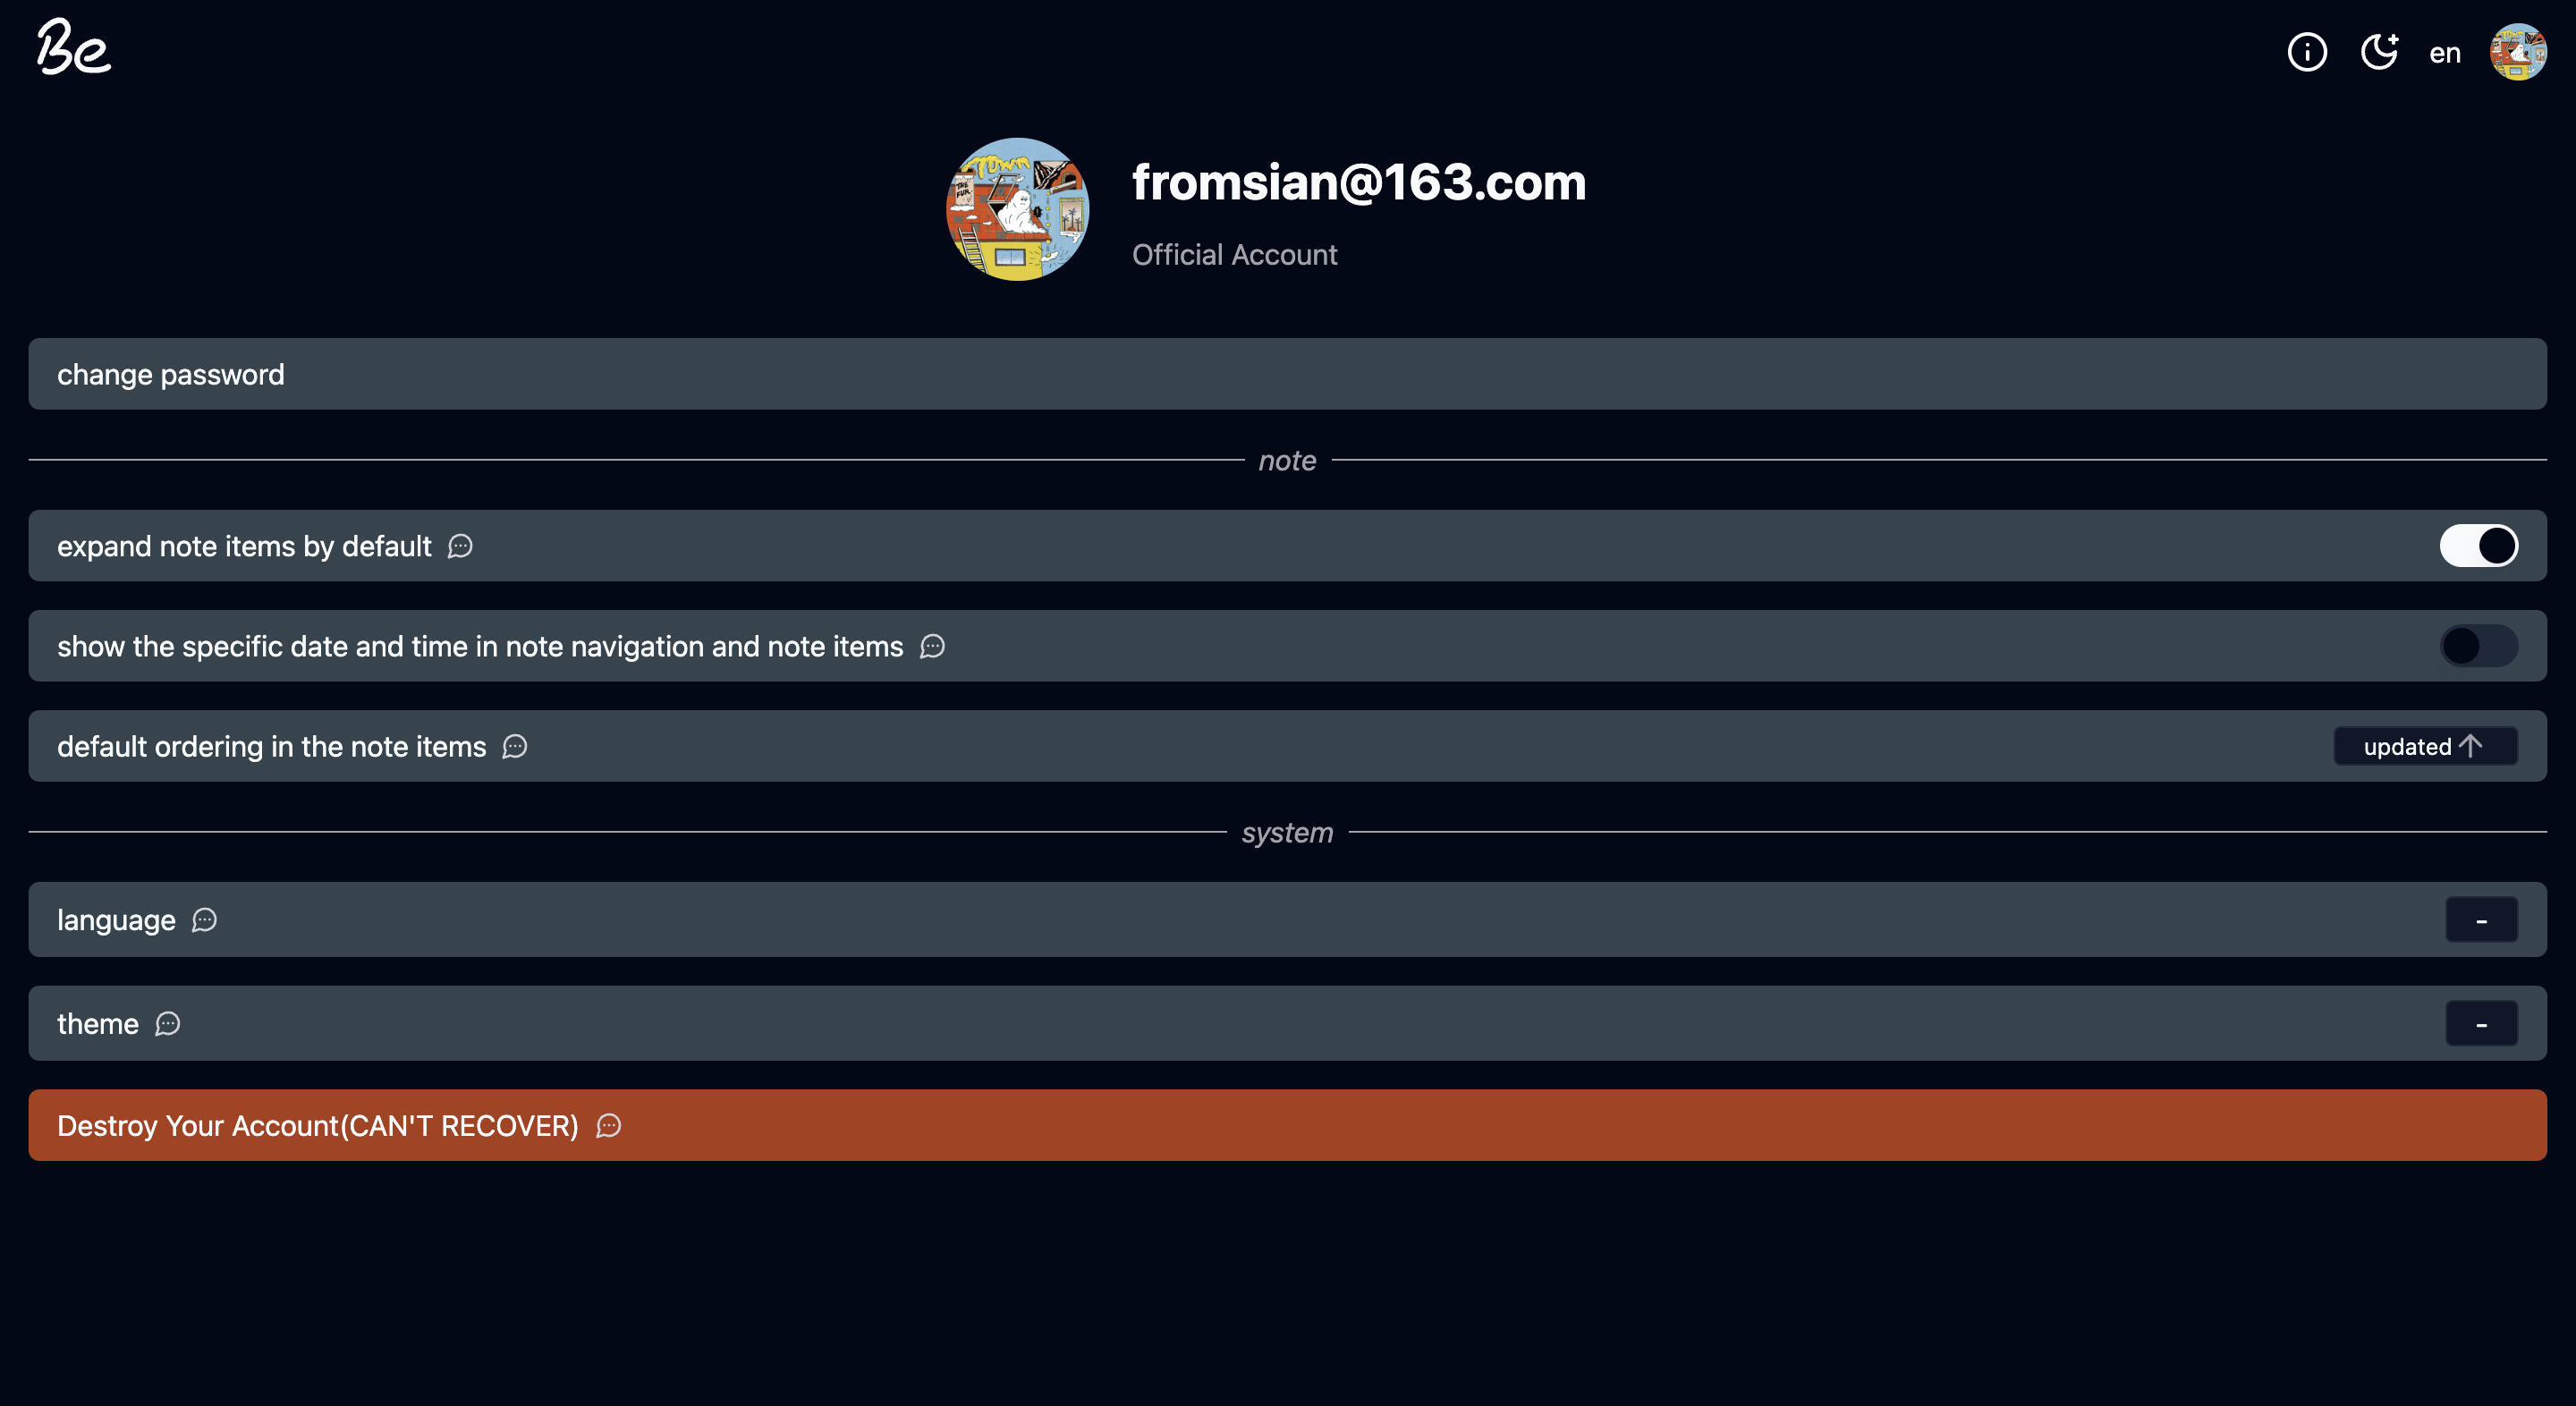 Be
en
fromsian@163.com
Official Account
change password
note
expand note items by default
show the specific date and time in note navigation and note items
default ordering in the note items
updated
system
language
-
theme
-
Destroy Your Account(CAN'T RECOVER)